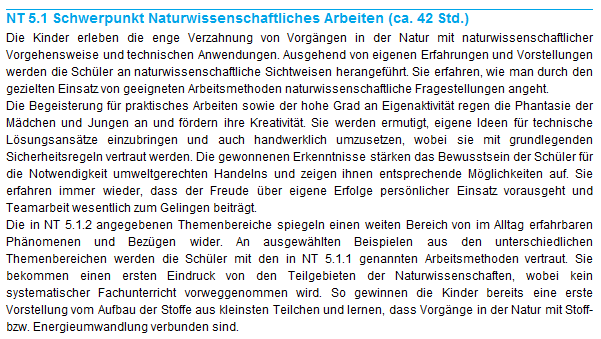 NT 5.1 Schwerpunkt Naturwissenschaftliches Arbeiten (ca. 42 Std.)
Die Kinder erleben die enge Verzahnung von Vorgängen in der Natur mit naturwissenschaftlicher
Vorgehensweise und technischen Anwendungen. Ausgehend von eigenen Erfahrungen und Vorstellungen
werden die Schüler an naturwissenschaftliche Sichtweisen herangeführt. Sie erfahren, wie man durch den
gezielten Einsatz von geeigneten Arbeitsmethoden naturwissenschaftliche Fragestellungen angeht.
Die Begeisterung für praktisches Arbeiten sowie der hohe Grad an Eigenaktivität regen die Phantasie der
Mädchen und Jungen an und fördern ihre Kreativität. Sie werden ermutigt, eigene Ideen für technische
Lösungsansätze einzubringen und auch handwerklich umzusetzen, wobei sie mit grundlegenden
Sicherheitsregeln vertraut werden. Die gewonnenen Erkenntnisse stärken das Bewusstsein der Schüler für
die Notwendigkeit umweltgerechten Handelns und zeigen ihnen entsprechende Möglichkeiten auf. Sie
erfahren immer wieder, dass der Freude über eigene Erfolge persönlicher Einsatz vorausgeht und
Teamarbeit wesentlich zum Gelingen beiträgt.
Die in NT 5.1.2 angegebenen Themenbereiche spiegeln einen weiten Bereich von im Alltag erfahrbaren
Phänomenen und Bezügen wider. An ausgewählten Beispielen aus den unterschiedlichen
Themenbereichen werden die Schüler mit den in NT 5.1.1 genannten Arbeitsmethoden vertraut. Sie
bekommen einen ersten Eindruck von den Teilgebieten der Naturwissenschaften, wobei kein
systematischer Fachunterricht vorweggenommen wird. So gewinnen die Kinder bereits eine erste
Vorstellung vom Aufbau der Stoffe aus kleinsten Teilchen und lernen, dass Vorgänge in der Natur mit Stoff-
bzw. Energieumwandlung verbunden sind.